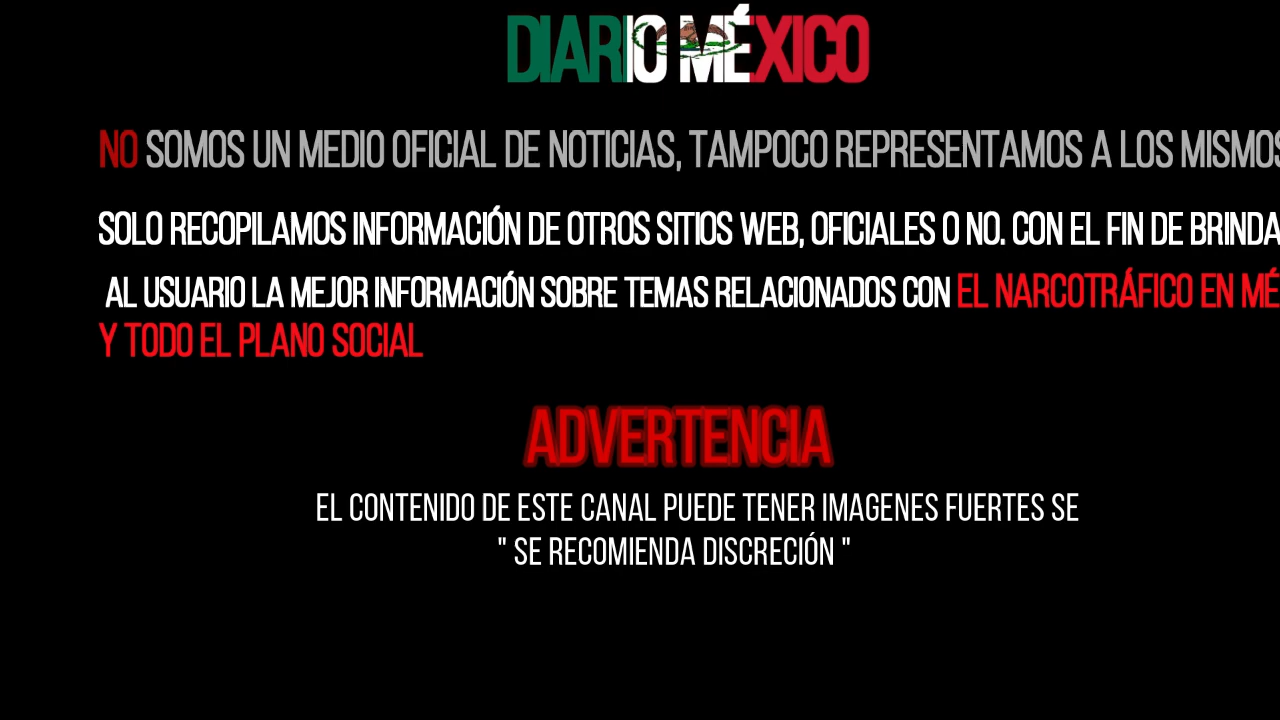 DIARIO MÉXICO
NO SOMOS UN MEDIO OFICIAL DE NOTICIAS, TAMPOCO REPRESENTAMOS A LOS MISMOS
SOLO RECOPILAMOS INFORMACIÓN DE OTROS SITIOS WEB, OFICIALES O NO. CON EL FIN DE BRINDA
AL USUARIO LA MEJOR INFORMACIÓN SOBRE TEMAS RELACIONADOS CON EL NARCOTRÁFICO EN MÉ
Y TODO EL PLANO SOCIAL
ADVERTENCIA
EL CONTENIDO DE ESTE CANAL PUEDE TENER IMAGENES FUERTES SE
" SE RECOMIENDA DISCRECIÓN "